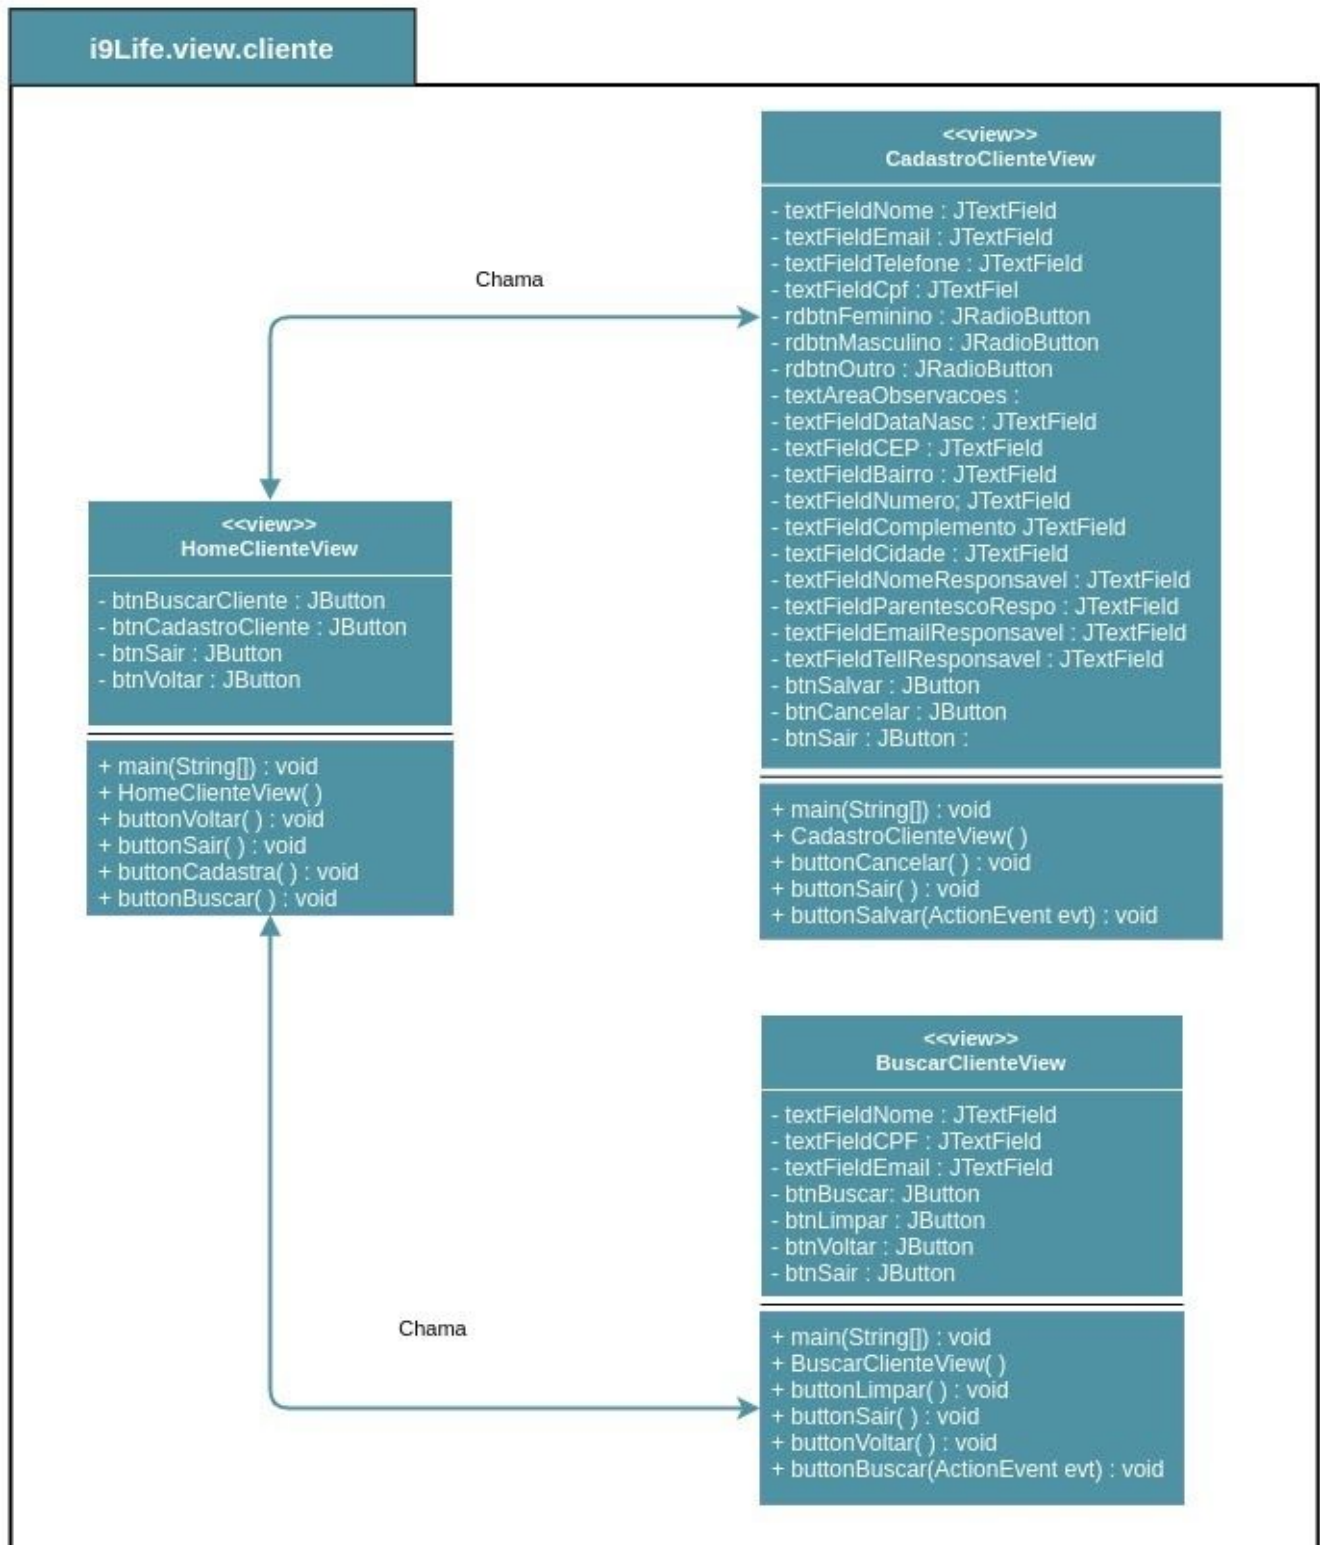 i9Life.view.cliente
<<view>>
CadastroClienteView
- textFieldNome : JTextField
- textFieldEmail : JTextField
- textFieldTelefone : JTextField
- textFieldCpf : JTextFiel
- rdbtnFeminino : JRadioButton
- rdbtnMasculino : JRadioButton
- rdbtnOutro : JRadioButton
- textAreaObservacoes :
- textFieldDataNasc : JTextField
- textFieldCEP : JTextField
- textFieldBairro : JTextField
- textFieldNumero; JTextField
- textFieldComplemento JTextField
- textFieldCidade : JTextField
- textFieldNomeResponsavel : JTextField
- textFieldParentescoRespo : JTextField
- textFieldEmailResponsavel : JTextField
- textFieldTellResponsavel : JTextField
- btnSalvar : JButton
- btnCancelar : JButton
- btnSair : JButton :
+ main(String[]) : void
+ CadastroClienteView( )
+ buttonCancelar( ) : void
+ buttonSair( ) : void
+ buttonSalvar(ActionEvent evt) : void
Chama
<<view>>
HomeClienteView
- btnBuscarCliente : JButton
- btnCadastroCliente : JButton
- btnSair : JButton
- btnVoltar : JButton
+ main(String[]) : void
+ HomeClienteView( )
+ buttonVoltar( ) : void
+ buttonSair( ) : void
+ buttonCadastra( ) : void
+ buttonBuscar( ) : void
<<view>>
BuscarClienteView
- textFieldNome : JTextField
- textFieldCPF : JTextField
- textFieldEmail : JTextField
- btnBuscar: JButton
- btnLimpar : JButton
- btnVoltar : JButton
- btnSair : JButton
+ main(String[]) : void
+ BuscarClienteView( )
+ buttonLimpar( ) : void
+ buttonSair( ) : void
+ buttonVoltar( ) : void
+ buttonBuscar(ActionEvent evt) : void
Chama